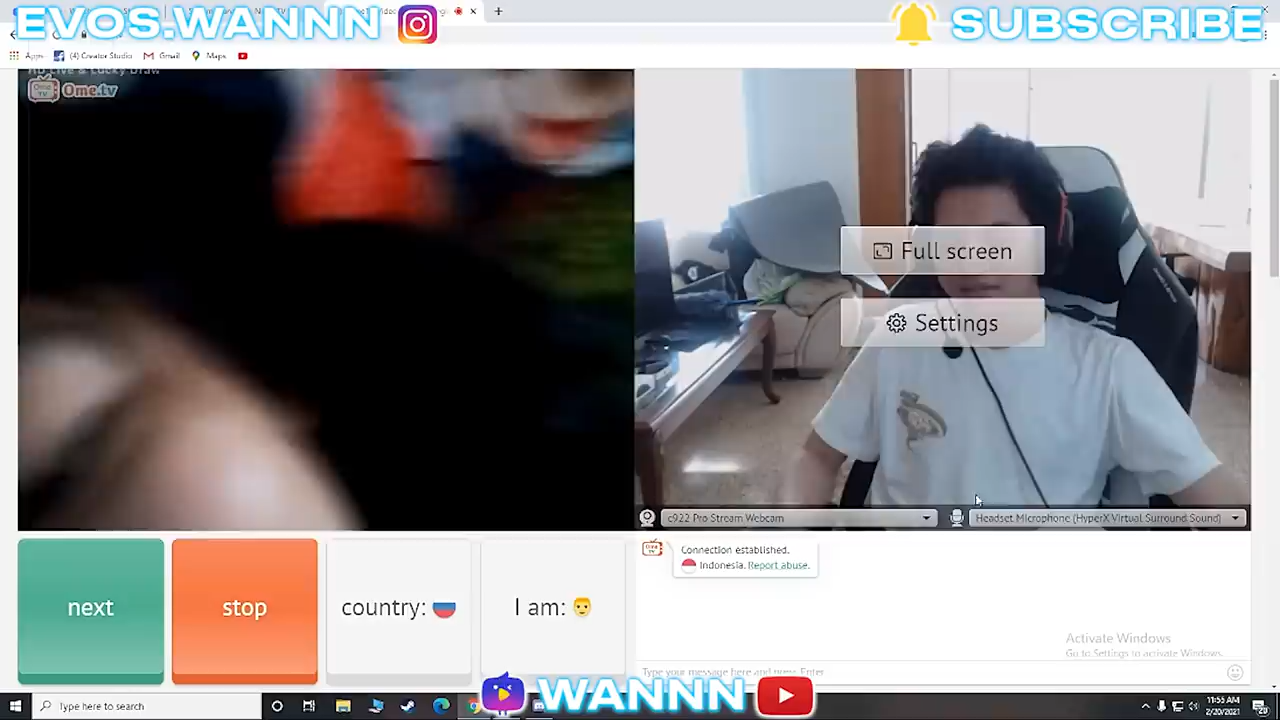 EVOS.WANNN
SUBSCRIBE
Apps (4) Creator Studio Gmail Maps
Ome.tv
Full screen
Settings
c922 Pro Stream Webcam
Headset Microphone (HyperX Virtual Surround Sound)
next
stop
country:
I am:
Connection established.
Indonesia. Report abuse.
Activate Windows
Go to Settings to activate Windows.
Type your message here and press Enter
WANNN
Type here to search
11:55 AM
2/20/2021